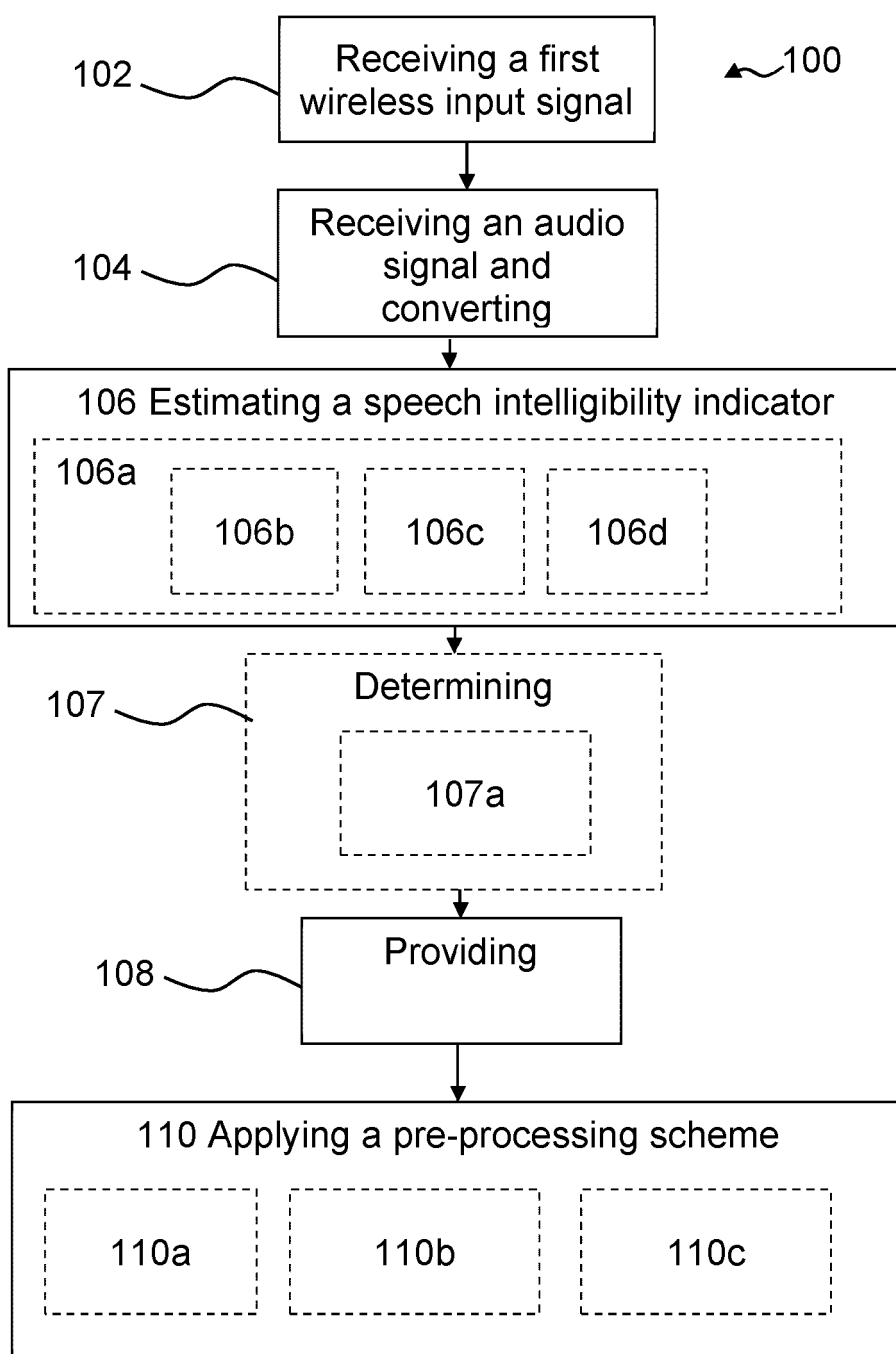 102
Receiving a first
wireless input signal
100
104
Receiving an audio
signal and
converting
106 Estimating a speech intelligibility indicator
106a
106b
106c
106d
107
Determining
107a
108
Providing
110 Applying a pre-processing scheme
110a
110b
110c